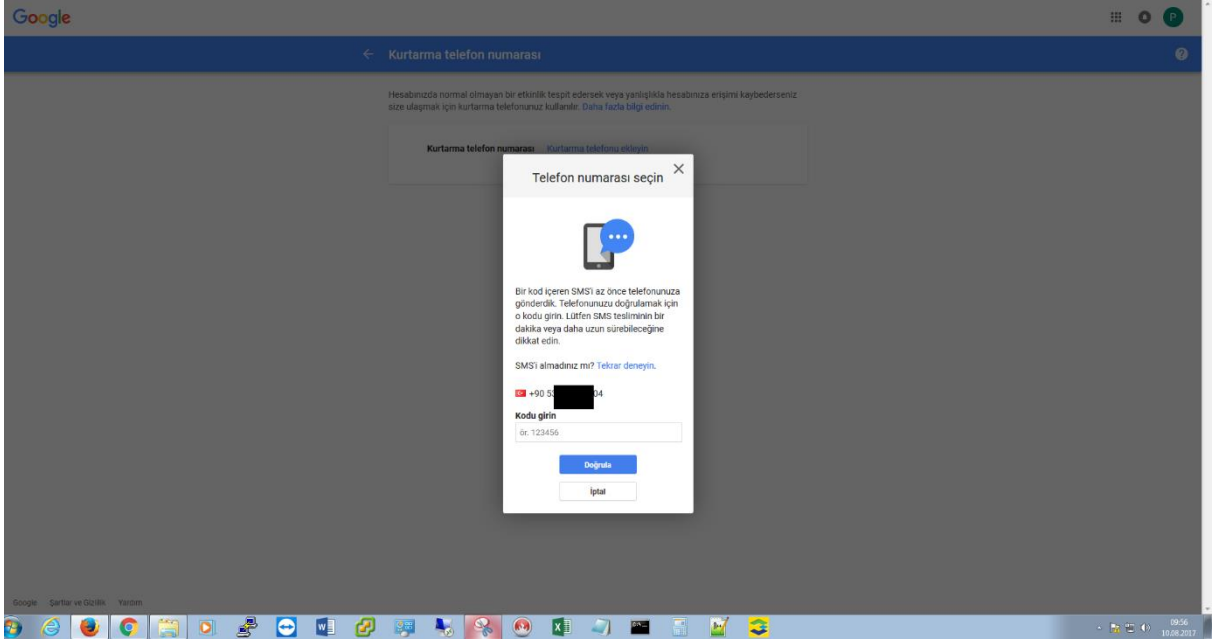 Google
P
Kurtarma telefon numarası
Hesabınızda normal olmayan bir etkinlik tespit edersek veya yanlışlıkla hesabınıza erişimi kaybederseniz
size ulaşmak için kurtarma telefonunuz kullanılır. Daha fazla bilgi edinin.
Kurtarma telefon numarası Kurtarma telefonu ekleyin
Telefon numarası seçin
Bir kod içeren SMS'i az önce telefonunuza
gönderdik. Telefonunuzu doğrulamak için
o kodu girin. Lütfen SMS tesliminin bir
dakika veya daha uzun sürebileceğine
dikkat edin.
SMS'i almadınız mı? Tekrar deneyin.
+90 5 04
Kodu girin
ör. 123456
Doğrula
İptal
Google Şartlar ve Gizlilik Yardım
09:56
10.08.2017